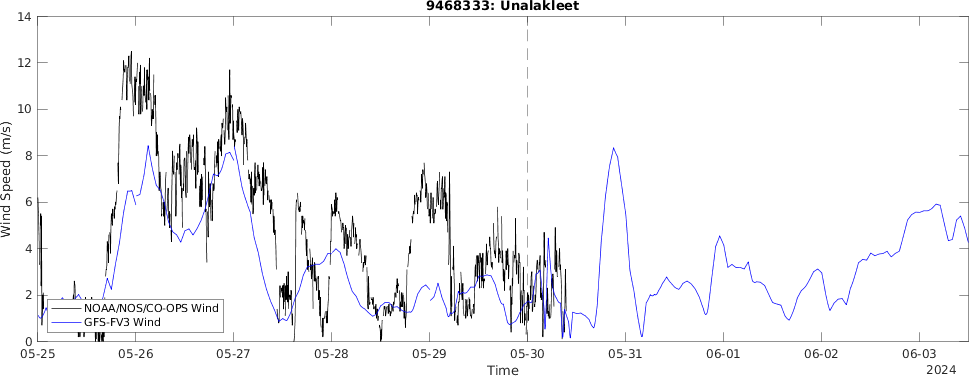 9468333: Unalakleet
14
12
10
8
6
4
2
0
Wind Speed (m/s)
NOAA/NOS/CO-OPS Wind
GFS-FV3 Wind
05-25 05-26 05-27 05-28 05-29 05-30 05-31 06-01 06-02 06-03
Time
2024